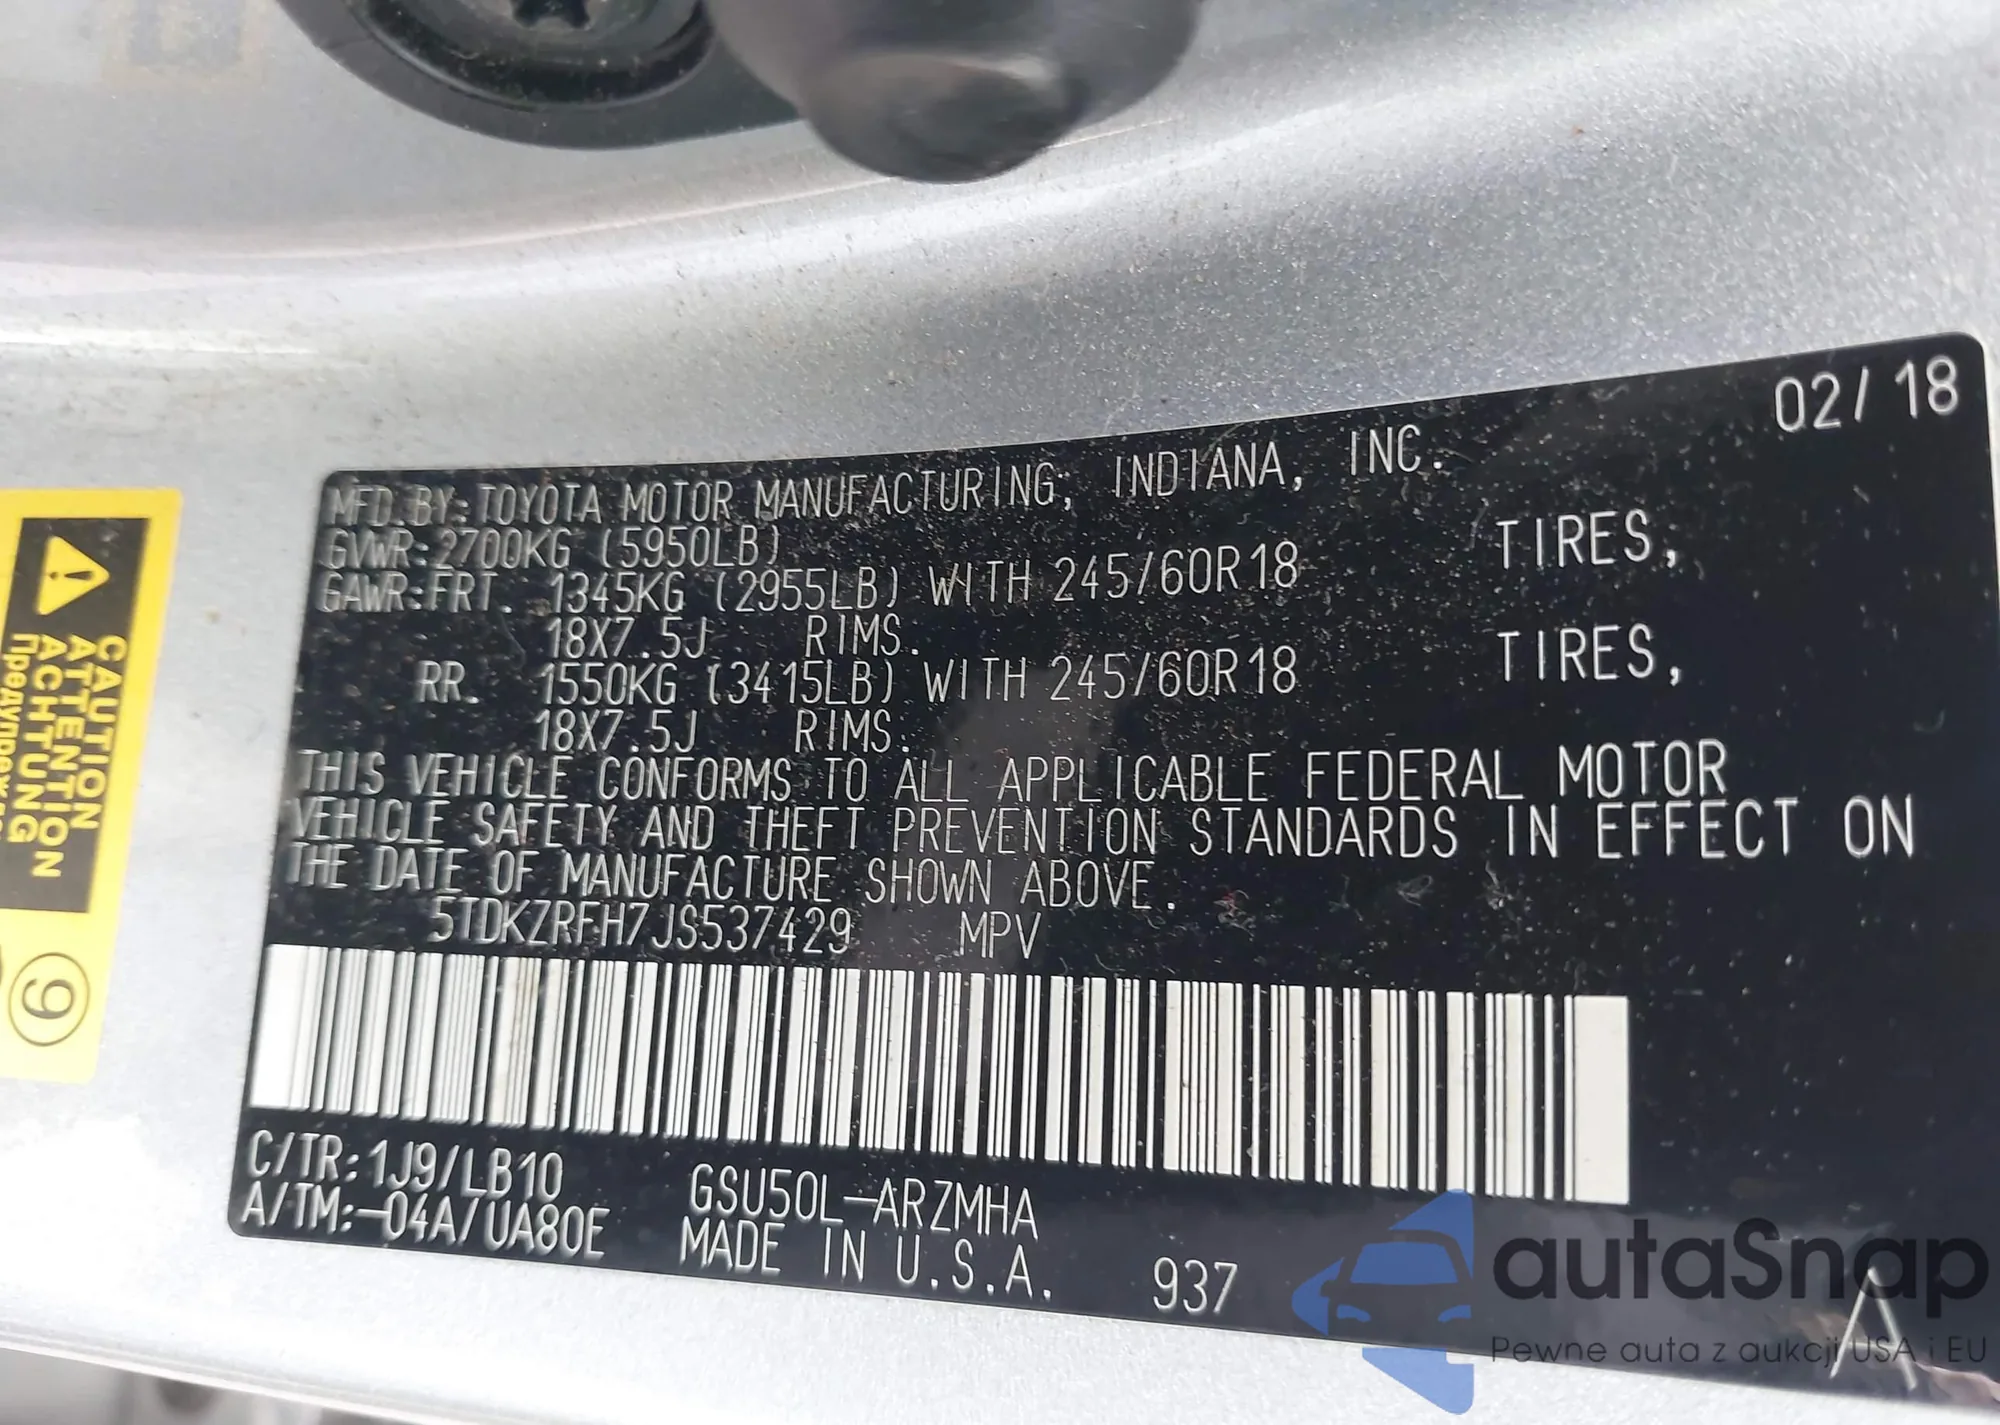 02/18
MFD.BY:TOYOTA MOTOR MANUFACTURING, INDIANA, INC.
GVWR:2700KG (5950LB)
GAWR:FRT. 1345KG (2955LB) WITH 245/60R18 TIRES,
18X7.5J RIMS.
RR. 1550KG (3415LB) WITH 245/60R18 TIRES,
18X7.5J RIMS.
THIS VEHICLE CONFORMS TO ALL APPLICABLE FEDERAL MOTOR
VEHICLE SAFETY AND THEFT PREVENTION STANDARDS IN EFFECT ON
THE DATE OF MANUFACTURE SHOWN ABOVE.
5TDKZRFH7JS537429 MPV
C/TR:1J9/LB10 GSU50L-ARZMHA
A/TM:-04A/UA80E MADE IN U.S.A. 937
A
CAUTION
ATTENTION
ACHTUNG
9
autaSnap
Pewne auta z aukcji USA i EU